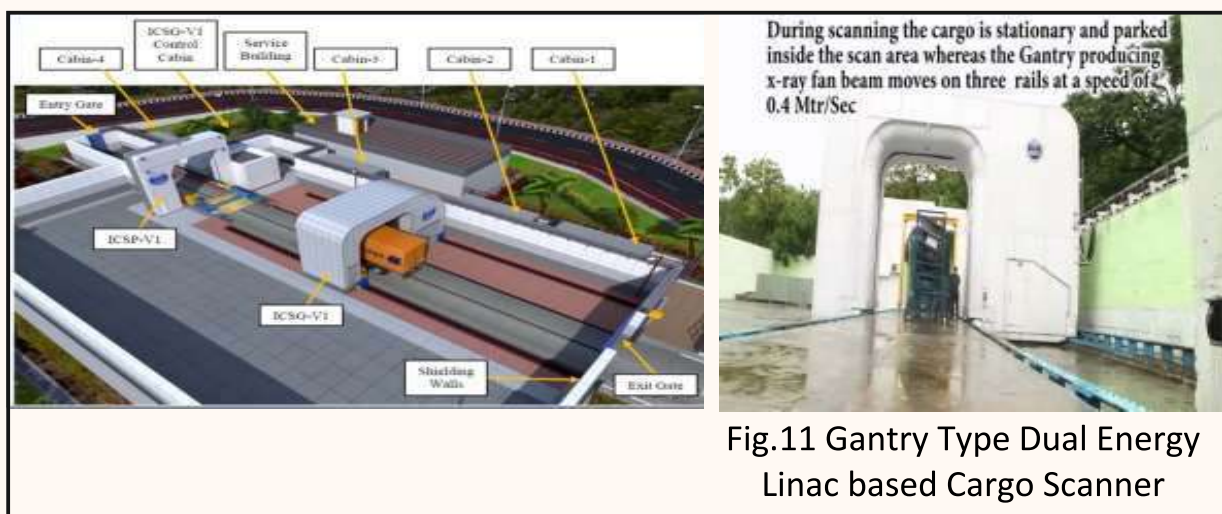 ICSG-V1
Control
Cabin
Service
Building
Cabin-4
Cabin-3
Cabin-2
Cabin-1
Entry Gate
ICSP-V1
ICSG-V1
Shielding
Walls
Exit Gate
During scanning the cargo is stationary and parked
inside the scan area whereas the Gantry producing
x-ray fan beam moves on three rails at a speed of
0.4 Mtr/Sec
Fig.11 Gantry Type Dual Energy
Linac based Cargo Scanner